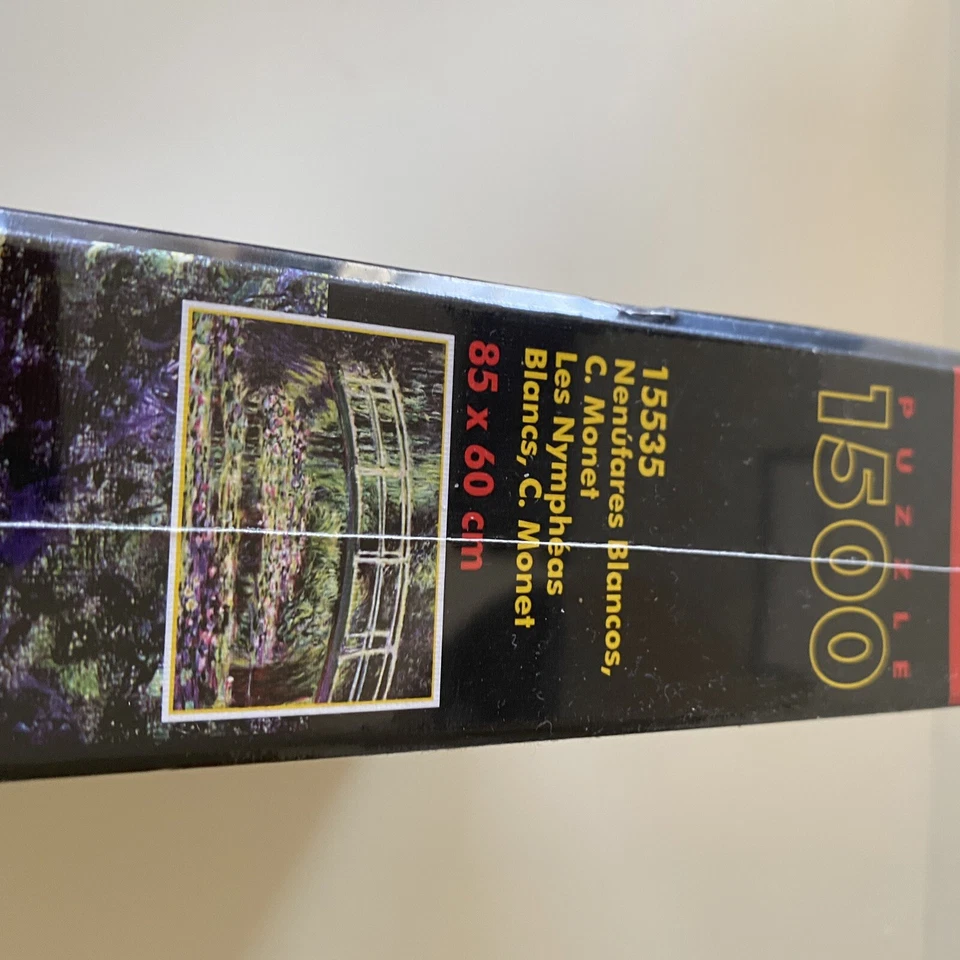 PUZZLE
1500
15535
Nenúfares Blancos,
C. Monet
Les Nymphéas
Blancs, C. Monet
85 x 60 cm